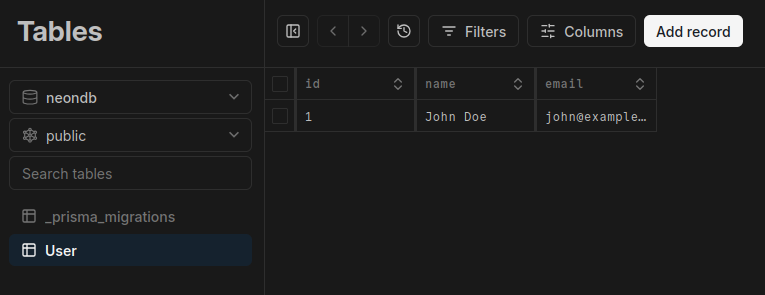 Tables
neondb
public
Search tables
_prisma_migrations
User
Filters
Columns
Add record
id name email
1 John Doe john@example…